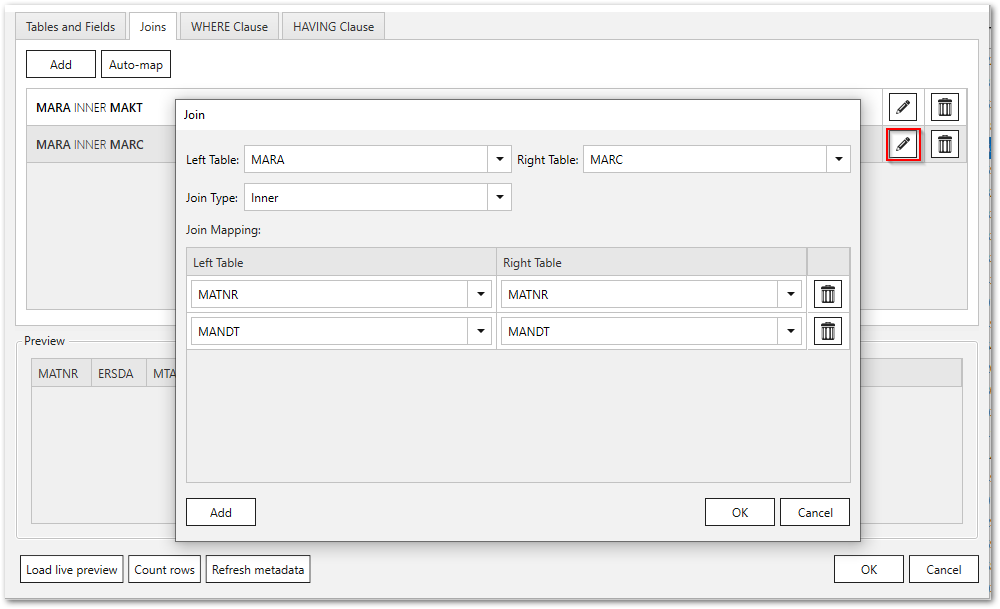 Tables and Fields Joins WHERE Clause HAVING Clause
Add Auto-map
MARA INNER MAKT
MARA INNER MARC
Join
Left Table: MARA Right Table: MARC
Join Type: Inner
Join Mapping:
Left Table Right Table
MATNR MATNR
MANDT MANDT
Add OK Cancel
Preview
MATNR ERSDA MTA
Load live preview Count rows Refresh metadata OK Cancel